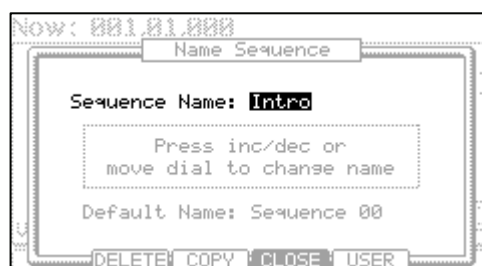 Now: 001.01.000
Name Sequence
Sequence Name: Intro
Press inc/dec or
move dial to change name
Default Name: Sequence 00
DELETE COPY CLOSE USER